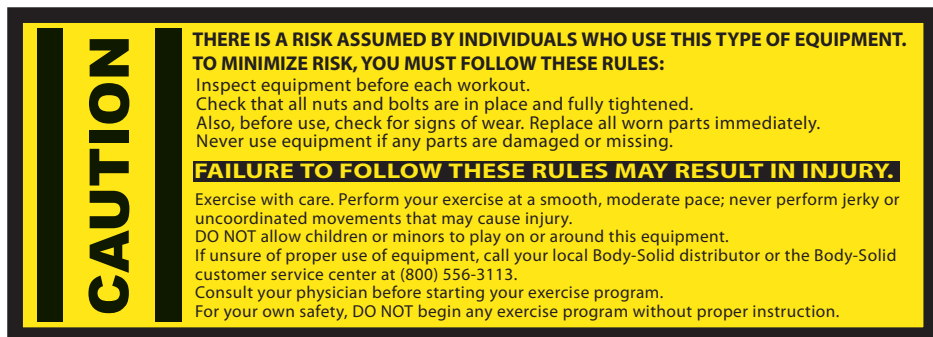 CAUTION
THERE IS A RISK ASSUMED BY INDIVIDUALS WHO USE THIS TYPE OF EQUIPMENT.
TO MINIMIZE RISK, YOU MUST FOLLOW THESE RULES:
Inspect equipment before each workout.
Check that all nuts and bolts are in place and fully tightened.
Also, before use, check for signs of wear. Replace all worn parts immediately.
Never use equipment if any parts are damaged or missing.
FAILURE TO FOLLOW THESE RULES MAY RESULT IN INJURY.
Exercise with care. Perform your exercise at a smooth, moderate pace; never perform jerky or
uncoordinated movements that may cause injury.
DO NOT allow children or minors to play on or around this equipment.
If unsure of proper use of equipment, call your local Body-Solid distributor or the Body-Solid
customer service center at (800) 556-3113.
Consult your physician before starting your exercise program.
For your own safety, DO NOT begin any exercise program without proper instruction.